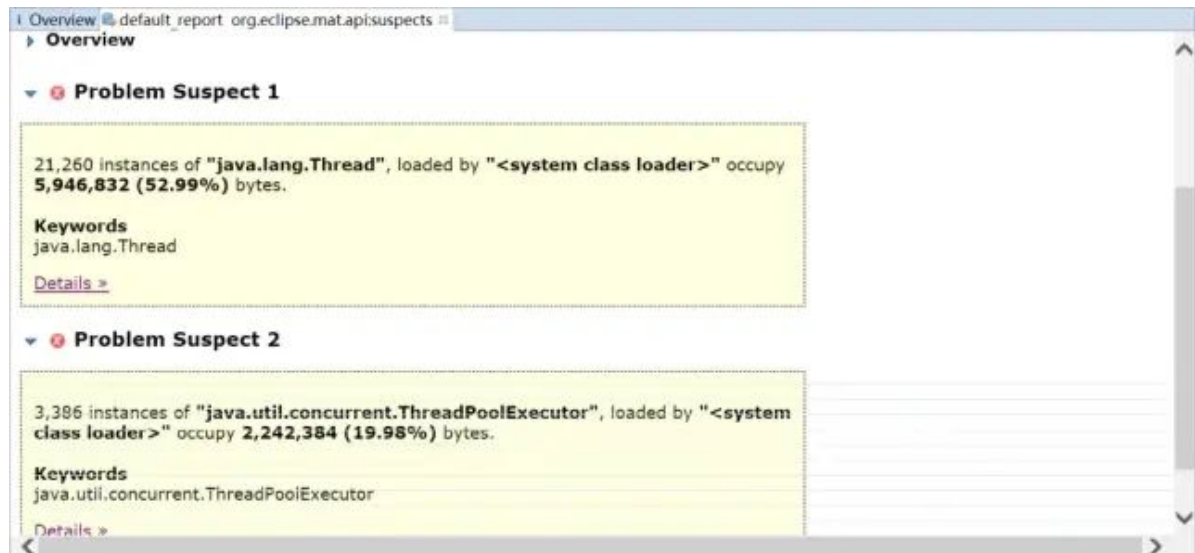 Overview default_report org.eclipse.mat.api:suspects
Overview
Problem Suspect 1
21,260 instances of "java.lang.Thread", loaded by "<system class loader>" occupy
5,946,832 (52.99%) bytes.
Keywords
java.lang.Thread
Details »
Problem Suspect 2
3,386 instances of "java.util.concurrent.ThreadPoolExecutor", loaded by "<system
class loader>" occupy 2,242,384 (19.98%) bytes.
Keywords
java.util.concurrent.ThreadPoolExecutor
Details »